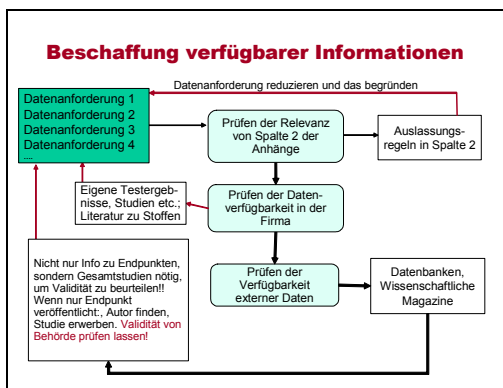 Beschaffung verfügbarer Informationen
Datenanforderung reduzieren und das begründen
Datenanforderung 1
Datenanforderung 2
Datenanforderung 3
Datenanforderung 4
....
Prüfen der Relevanz
von Spalte 2 der
Anhänge
Auslassungs-
regeln in Spalte 2
Eigene Testergeb-
nisse, Studien etc.;
Literatur zu Stoffen
Prüfen der Daten-
verfügbarkeit in der
Firma
Nicht nur Info zu Endpunkten,
sondern Gesamtstudien nötig,
um Validität zu beurteilen!!
Wenn nur Endpunkt
veröffentlicht:, Autor finden,
Studie erwerben. Validität von
Behörde prüfen lassen!
Prüfen der
Verfügbarkeit
externer Daten
Datenbanken,
Wissenschaftliche
Magazine